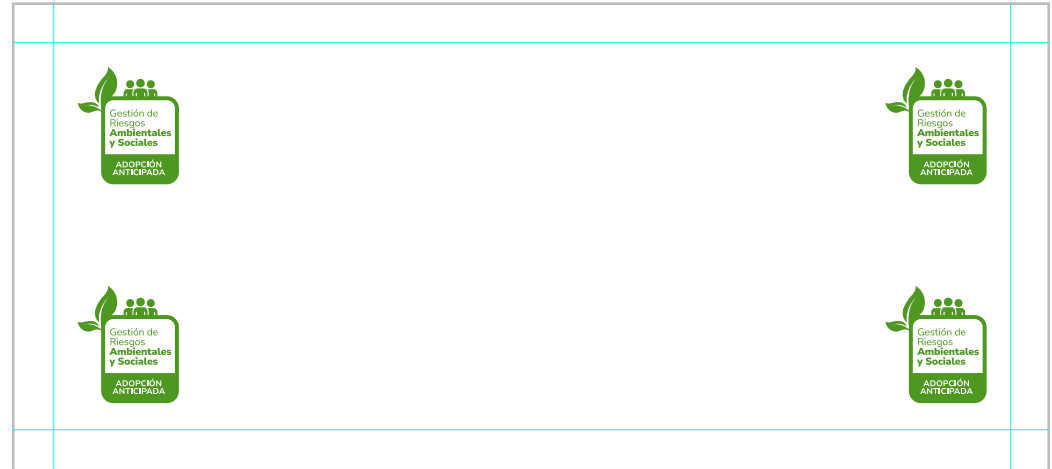 Gestión de
Riesgos
Ambientales
y Sociales
ADOPCIÓN
ANTICIPADA
Gestión de
Riesgos
Ambientales
y Sociales
ADOPCIÓN
ANTICIPADA
Gestión de
Riesgos
Ambientales
y Sociales
ADOPCIÓN
ANTICIPADA
Gestión de
Riesgos
Ambientales
y Sociales
ADOPCIÓN
ANTICIPADA